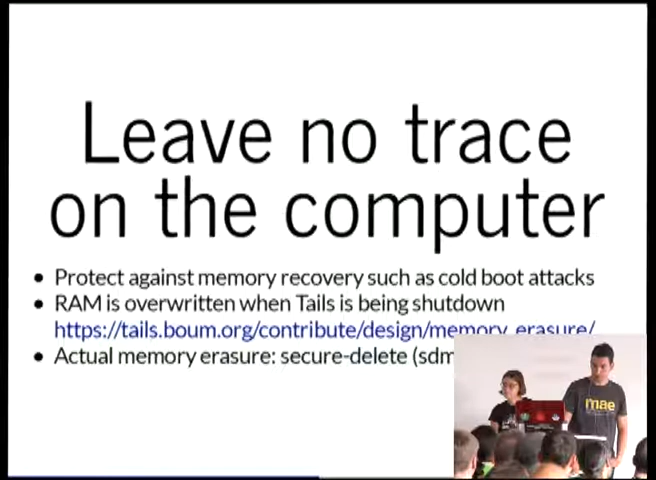 Leave no trace
on the computer
• Protect against memory recovery such as cold boot attacks
• RAM is overwritten when Tails is being shutdown
https://tails.boum.org/contribute/design/memory_erasure/
• Actual memory erasure: secure-delete (sdm
mae